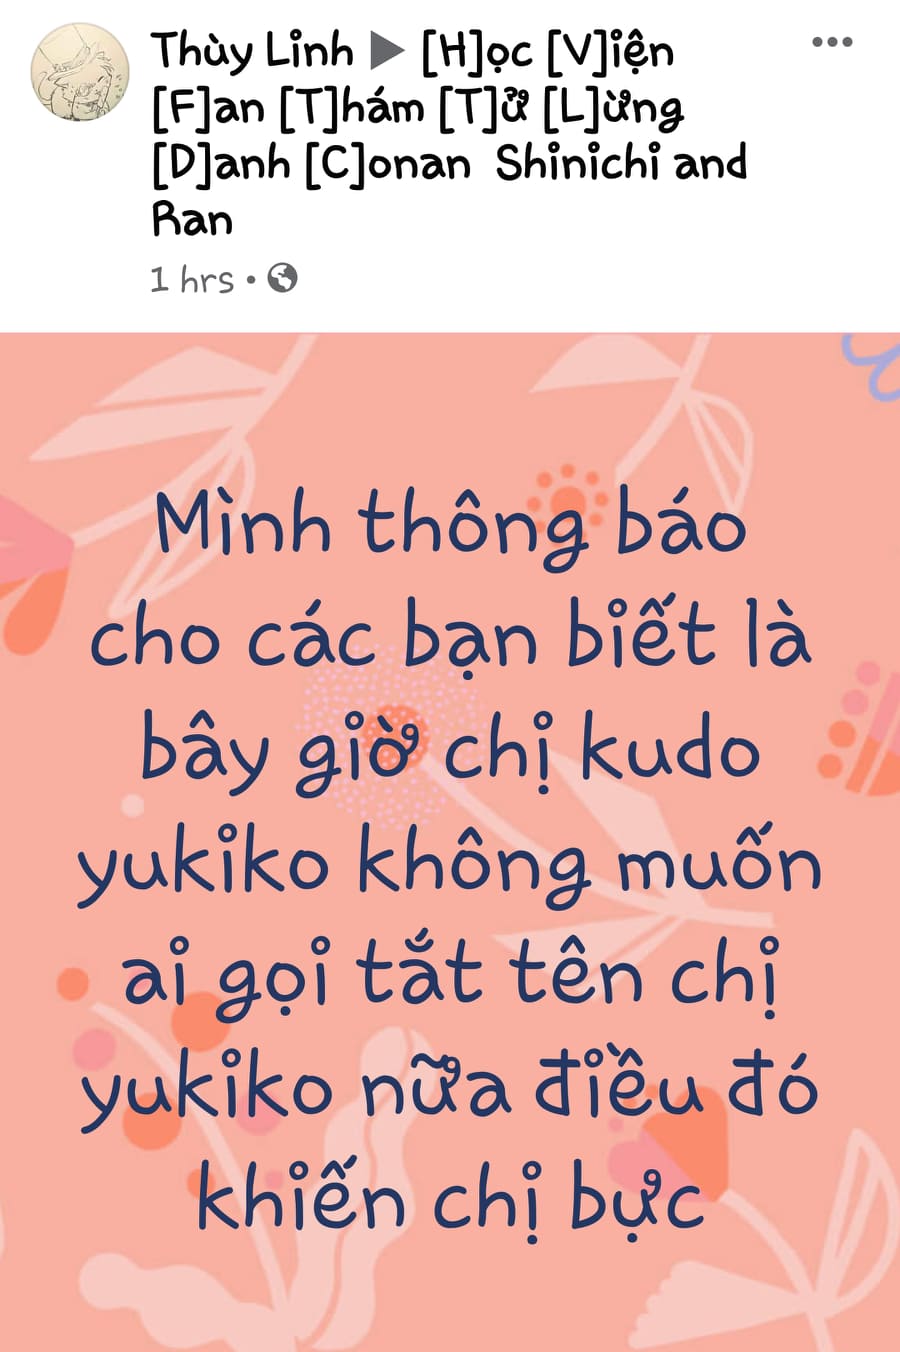 Thùy Linh ▶ [H]ọc [V]iện
[F]an [T]hám [T]ử [L]ừng
[D]anh [C]onan Shinichi and
Ran
1 hrs •
Mình thông báo
cho các bạn biết là
bây giờ chị kudo
yukiko không muốn
ai gọi tắt tên chị
yukiko nữa điều đó
khiến chị bực